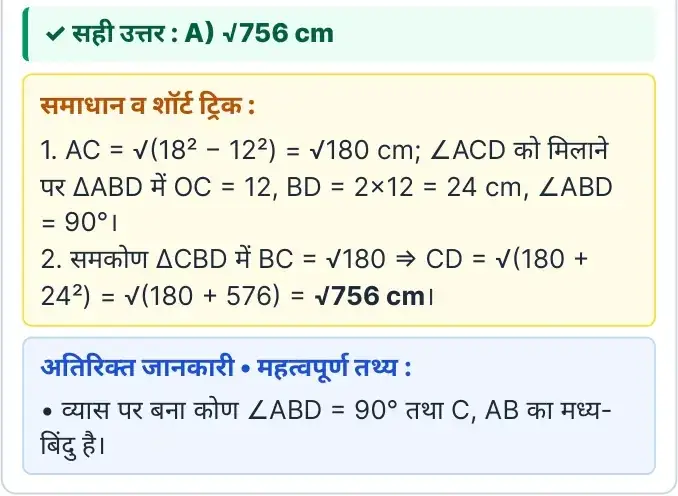 ✓ सही उत्तर : A) √756 cm
समाधान व शॉर्ट ट्रिक :
1. AC = √(18² − 12²) = √180 cm; ∠ACD को मिलाने
पर ΔABD में OC = 12, BD = 2×12 = 24 cm, ∠ABD
= 90°।
2. समकोण ΔCBD में BC = √180 ⇒ CD = √(180 +
24²) = √(180 + 576) = √756 cm।
अतिरिक्त जानकारी • महत्वपूर्ण तथ्य :
• व्यास पर बना कोण ∠ABD = 90° तथा C, AB का मध्य-
बिंदु है।